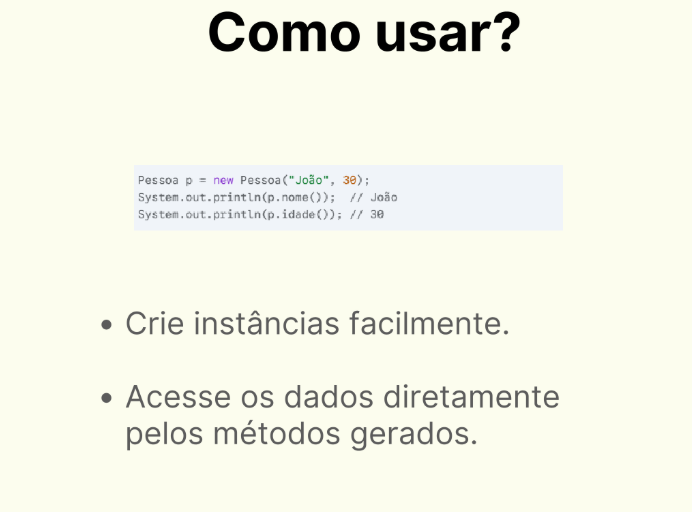 Como usar?
Pessoa p = new Pessoa("João", 30);
System.out.println(p.nome());  // João
System.out.println(p.idade()); // 30
• Crie instâncias facilmente.
• Acesse os dados diretamente
pelos métodos gerados.